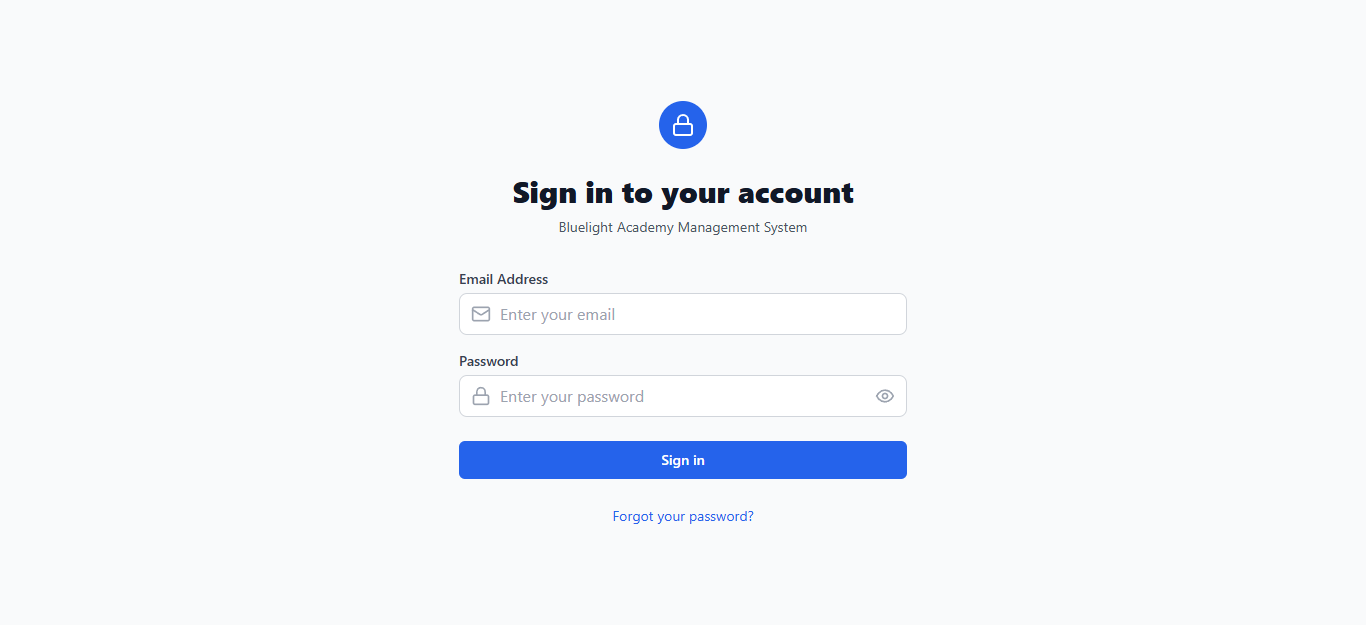 Sign in to your account
Bluelight Academy Management System
Email Address
Enter your email
Password
Enter your password
Sign in
Forgot your password?